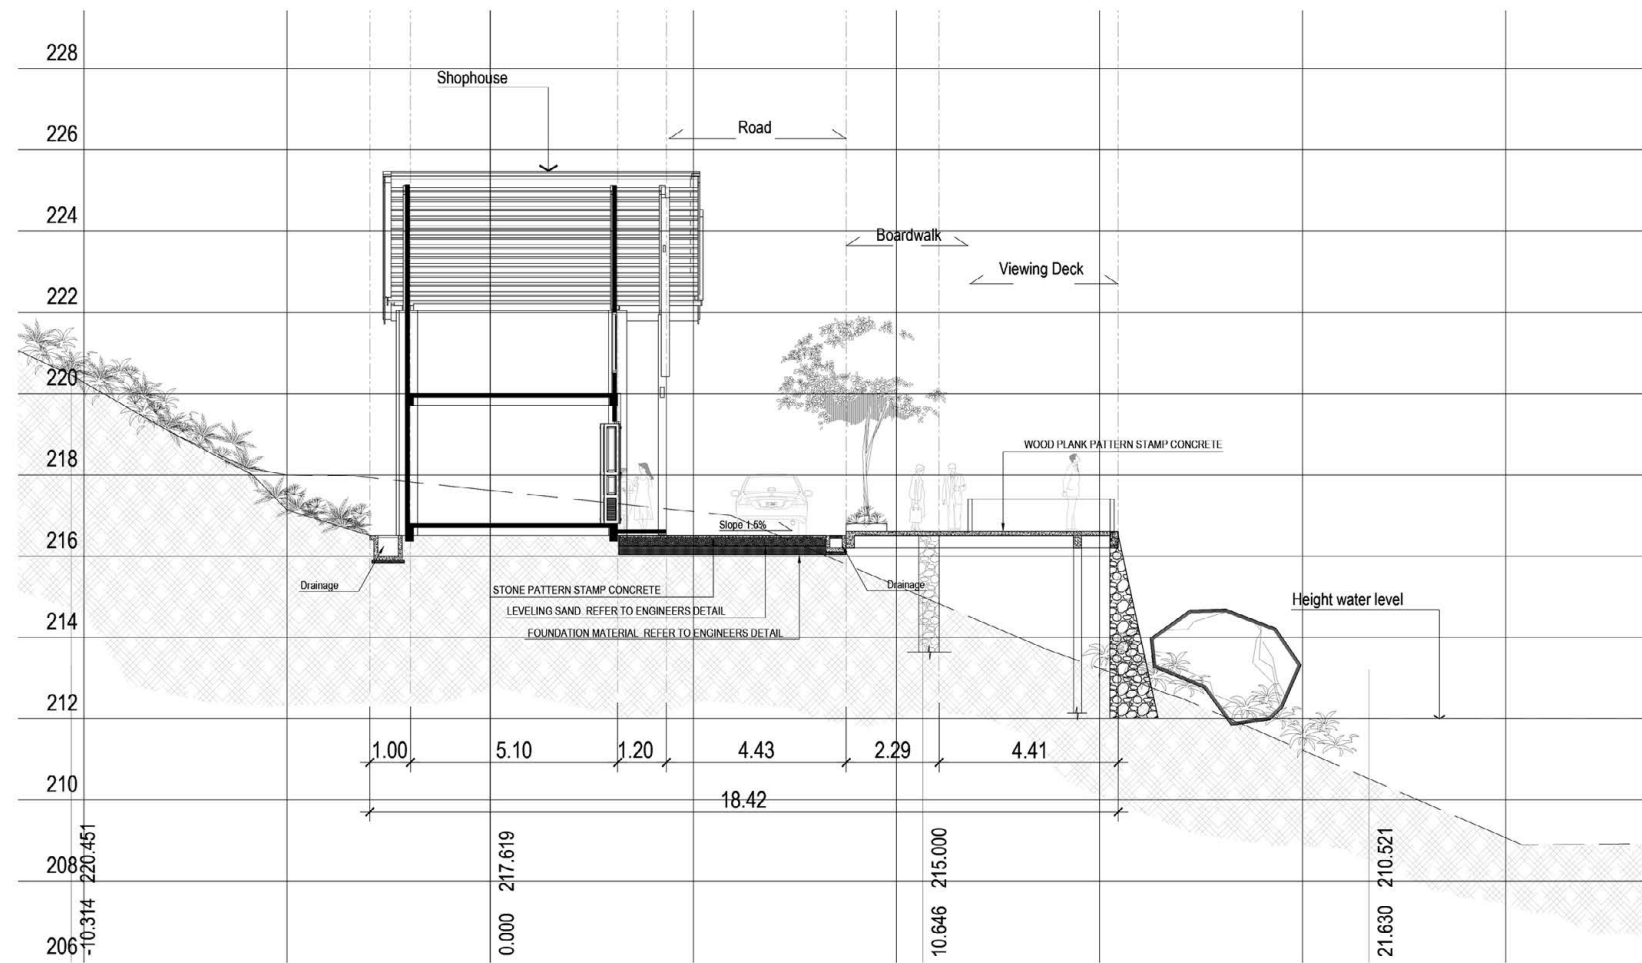 228
Shophouse
226
Road
224
Boardwalk
Viewing Deck
222
220
218
WOOD PLANK PATTERN STAMP CONCRETE
Slope 1.6%
216
Drainage
Drainage
STONE PATTERN STAMP CONCRETE
LEVELING SAND REFER TO ENGINEERS DETAIL
FOUNDATION MATERIAL REFER TO ENGINEERS DETAIL
Height water level
214
212
1.00 5.10 1.20 4.43 2.29 4.41
210
18.42
208
206
-10.314 220.451
0.000 217.619
10.646 215.000
21.630 210.521